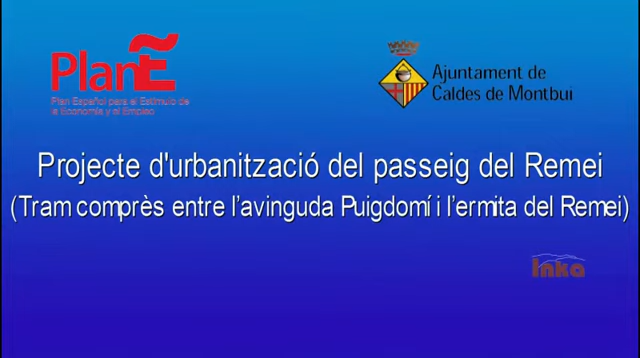 PlanE
Plan Español para el Estímulo de
la Economía y el Empleo
Ajuntament de
Caldes de Montbui
Projecte d'urbanització del passeig del Remei
(Tram comprès entre l'avinguda Puigdomí i l'ermita del Remei)
Inka